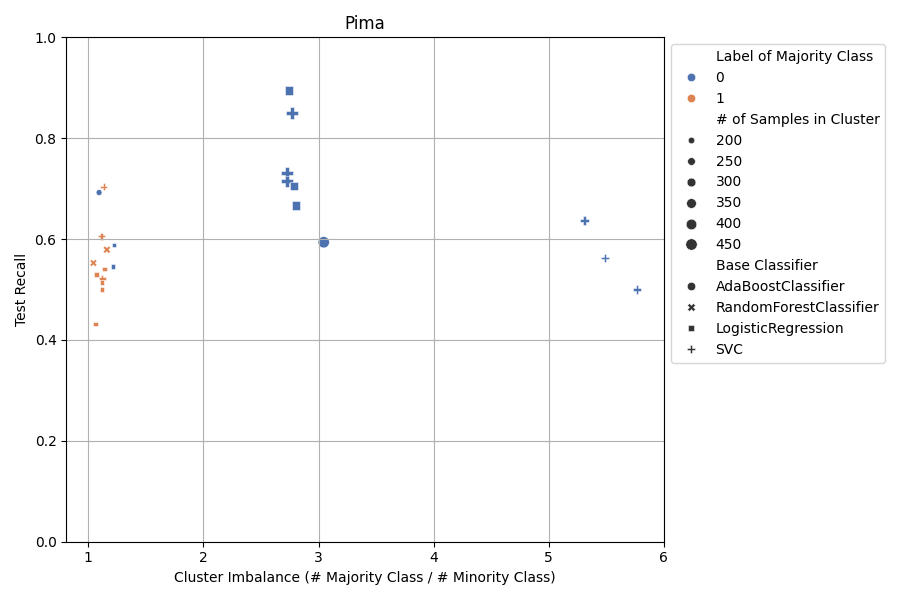 Pima
1.0
0.8
0.6
0.4
0.2
0.0
Test Recall
1 2 3 4 5 6
Cluster Imbalance (# Majority Class / # Minority Class)
Label of Majority Class
0
1
# of Samples in Cluster
200
250
300
350
400
450
Base Classifier
AdaBoostClassifier
RandomForestClassifier
LogisticRegression
SVC